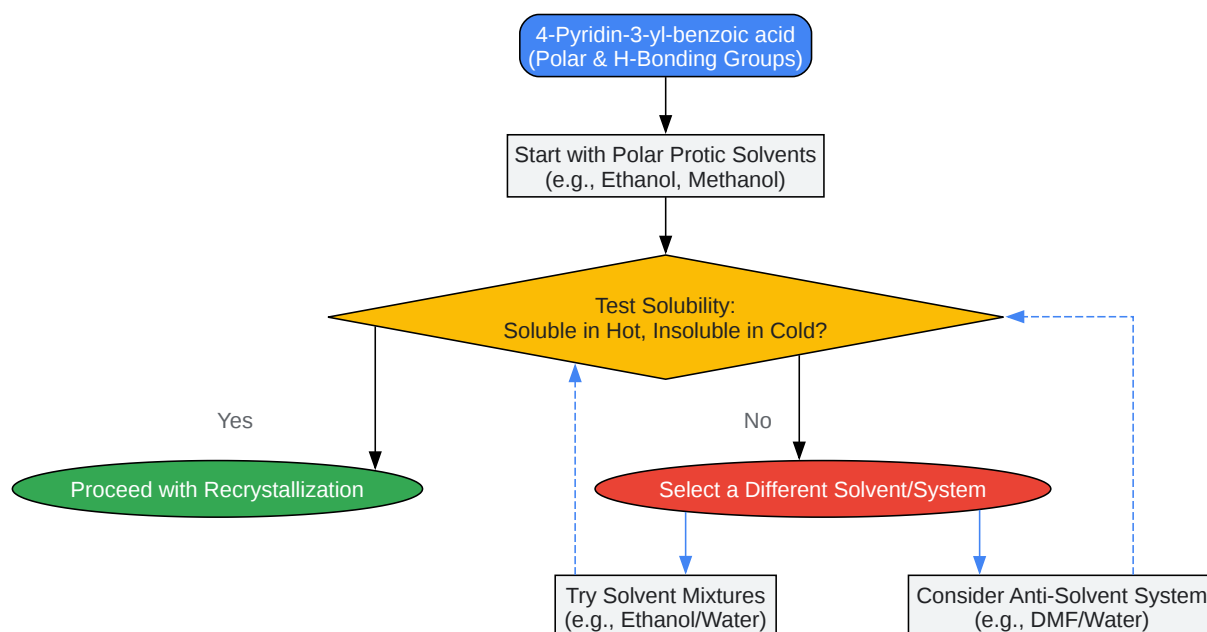 4-Pyridin-3-yl-benzoic acid
(Polar & H-Bonding Groups)
Start with Polar Protic Solvents
(e.g., Ethanol, Methanol)
Test Solubility:
Soluble in Hot, Insoluble in Cold?
Yes
No
Proceed with Recrystallization
Select a Different Solvent/System
Try Solvent Mixtures
(e.g., Ethanol/Water)
Consider Anti-Solvent System
(e.g., DMF/Water)